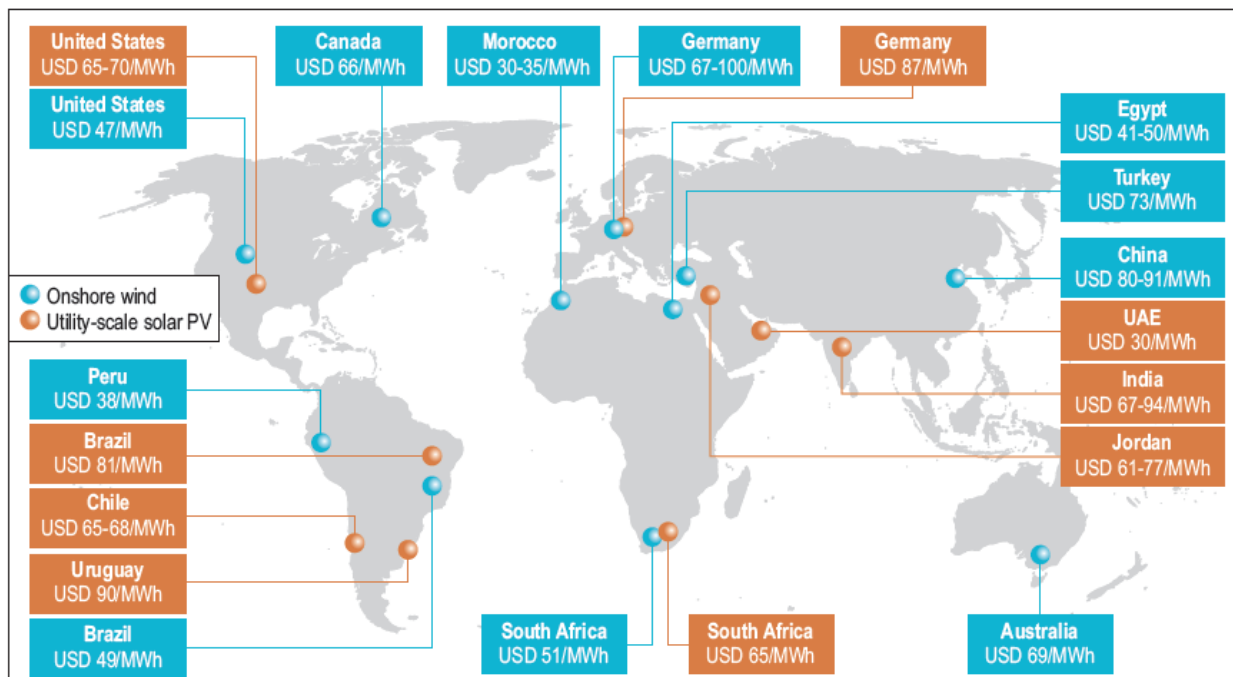 United States
USD 65-70/MWh
United States
USD 47/MWh
Canada
USD 66/MWh
Morocco
USD 30-35/MWh
Germany
USD 67-100/MWh
Germany
USD 87/MWh
Egypt
USD 41-50/MWh
Turkey
USD 73/MWh
China
USD 80-91/MWh
UAE
USD 30/MWh
India
USD 67-94/MWh
Jordan
USD 61-77/MWh
Onshore wind
Utility-scale solar PV
Peru
USD 38/MWh
Brazil
USD 81/MWh
Chile
USD 65-68/MWh
Uruguay
USD 90/MWh
Brazil
USD 49/MWh
South Africa
USD 51/MWh
South Africa
USD 65/MWh
Australia
USD 69/MWh